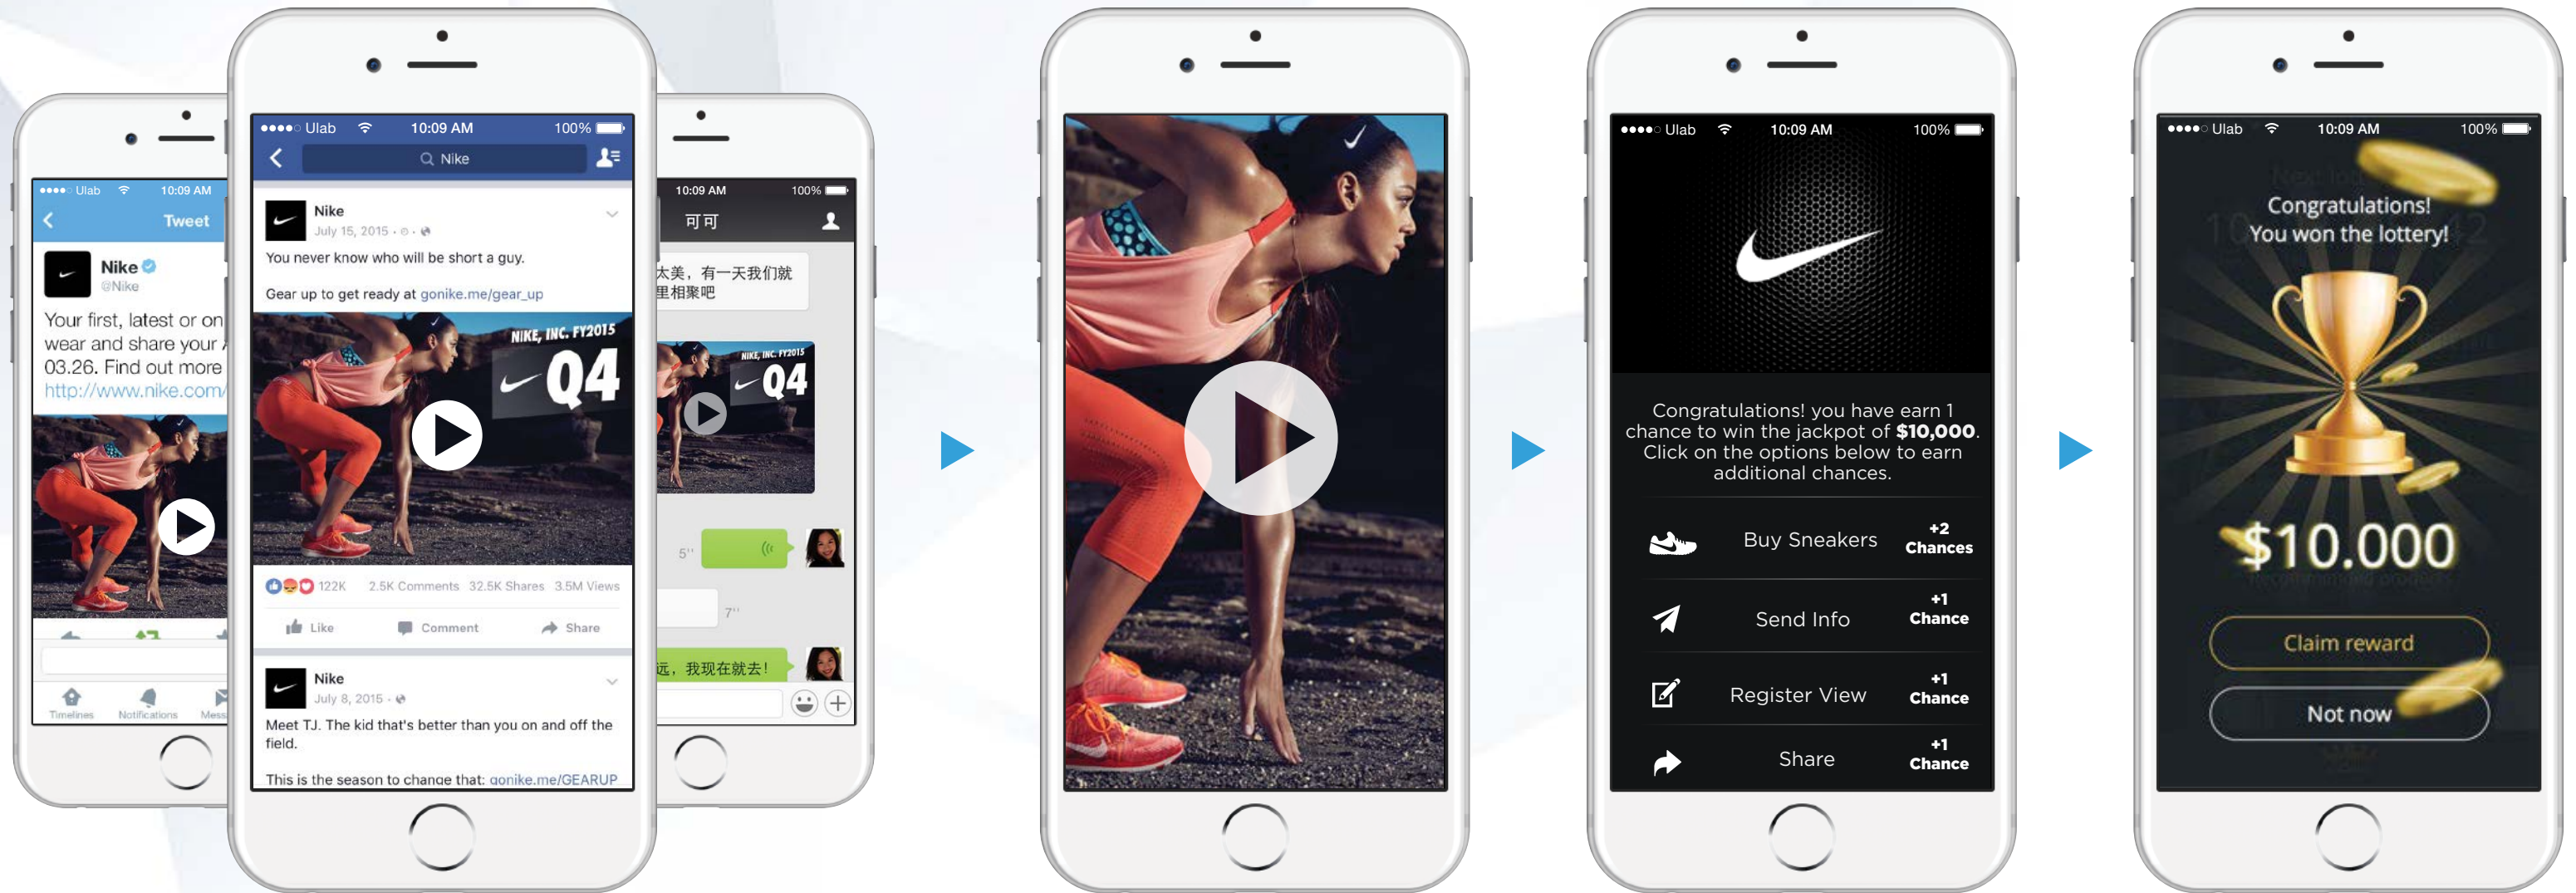 Ulab
10:09 AM
Tweet
Nike
@Nike
Your first, latest or on
wear and share your
03.26. Find out more
http://www.nike.com/
Timelines
Notifications
Mess
Ulab
10:09 AM
100%
Nike
Nike
July 15, 2015
You never know who will be short a guy.
Gear up to get ready at gonike.me/gear_up
NIKE, INC. FY2015
Q4
122K
2.5K Comments 32.5K Shares 3.5M Views
Like
Comment
Share
Nike
July 8, 2015
Meet TJ. The kid that's better than you on and off the
field.
This is the season to change that: gonike.me/GEARUP
10:09 AM
100%
可可
太美，有一天我们就
里相聚吧
NIKE, INC. FY2015
Q4
5''
7''
远，我现在就去！
Ulab
10:09 AM
100%
Congratulations! you have earn 1
chance to win the jackpot of $10,000.
Click on the options below to earn
additional chances.
Buy Sneakers
+2
Chances
Send Info
+1
Chance
Register View
+1
Chance
Share
+1
Chance
Ulab
10:09 AM
100%
Congratulations!
You won the lottery!
$10.000
Claim reward
Not now